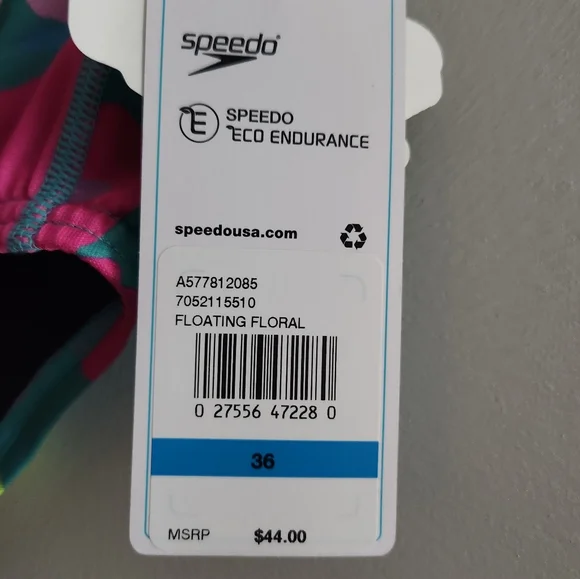 speedo
SPEEDO
ECO ENDURANCE
speedousa.com
A577812085
7052115510
FLOATING FLORAL
0 27556 47228 0
36
MSRP $44.00